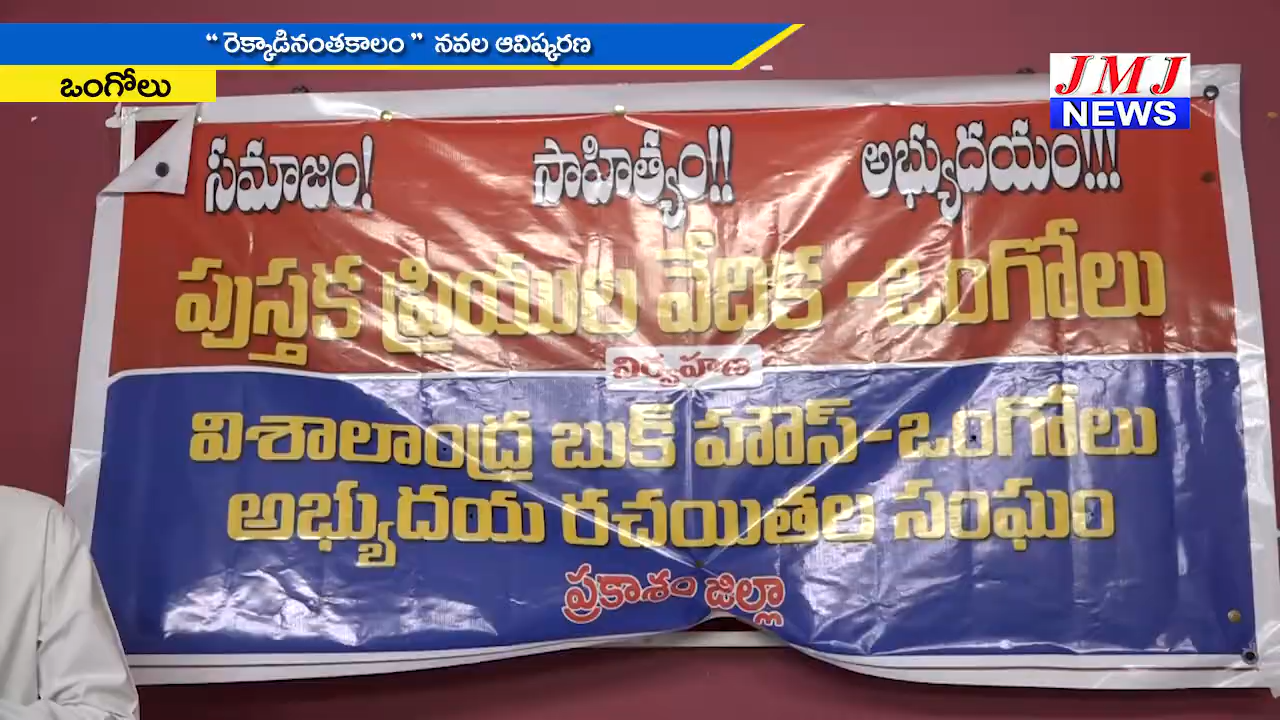 “ రెక్కాడినంతకాలం ” నవల ఆవిష్కరణ
ఒంగోలు
JMJ
NEWS
సమాజం! సాహిత్యం!! అభ్యుదయం!!!
పుస్తక ప్రియుల వేదిక -ఒంగోలు
నిర్వహణ
విశాలాంధ్ర బుక్ హౌస్-ఒంగోలు
అభ్యుదయ రచయితల సంఘం
ప్రకాశం జిల్లా